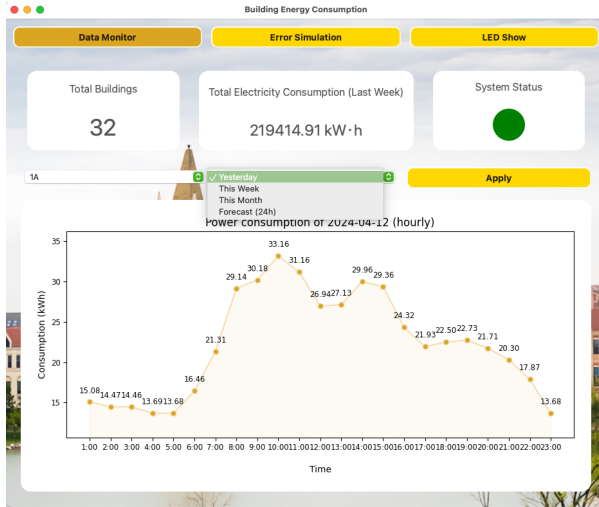 Building Energy Consumption
Data Monitor
Error Simulation
LED Show
Total Buildings
32
Total Electricity Consumption (Last Week)
219414.91 kW·h
System Status
1A
✓ Yesterday
This Week
This Month
Forecast (24h)
Apply
Power consumption of 2024-04-12 (hourly)
Consumption (kWh)
35
30
25
20
15
15.08
14.47
14.46
13.69
13.68
16.46
21.31
29.14
30.18
33.16
31.16
26.94
27.13
29.96
29.36
24.32
21.93
22.50
22.73
21.71
20.30
17.87
13.68
1:00 2:00 3:00 4:00 5:00 6:00 7:00 8:00 9:00 10:00 11:00 12:00 13:00 14:00 15:00 16:00 17:00 18:00 19:00 20:00 21:00 22:00 23:00
Time